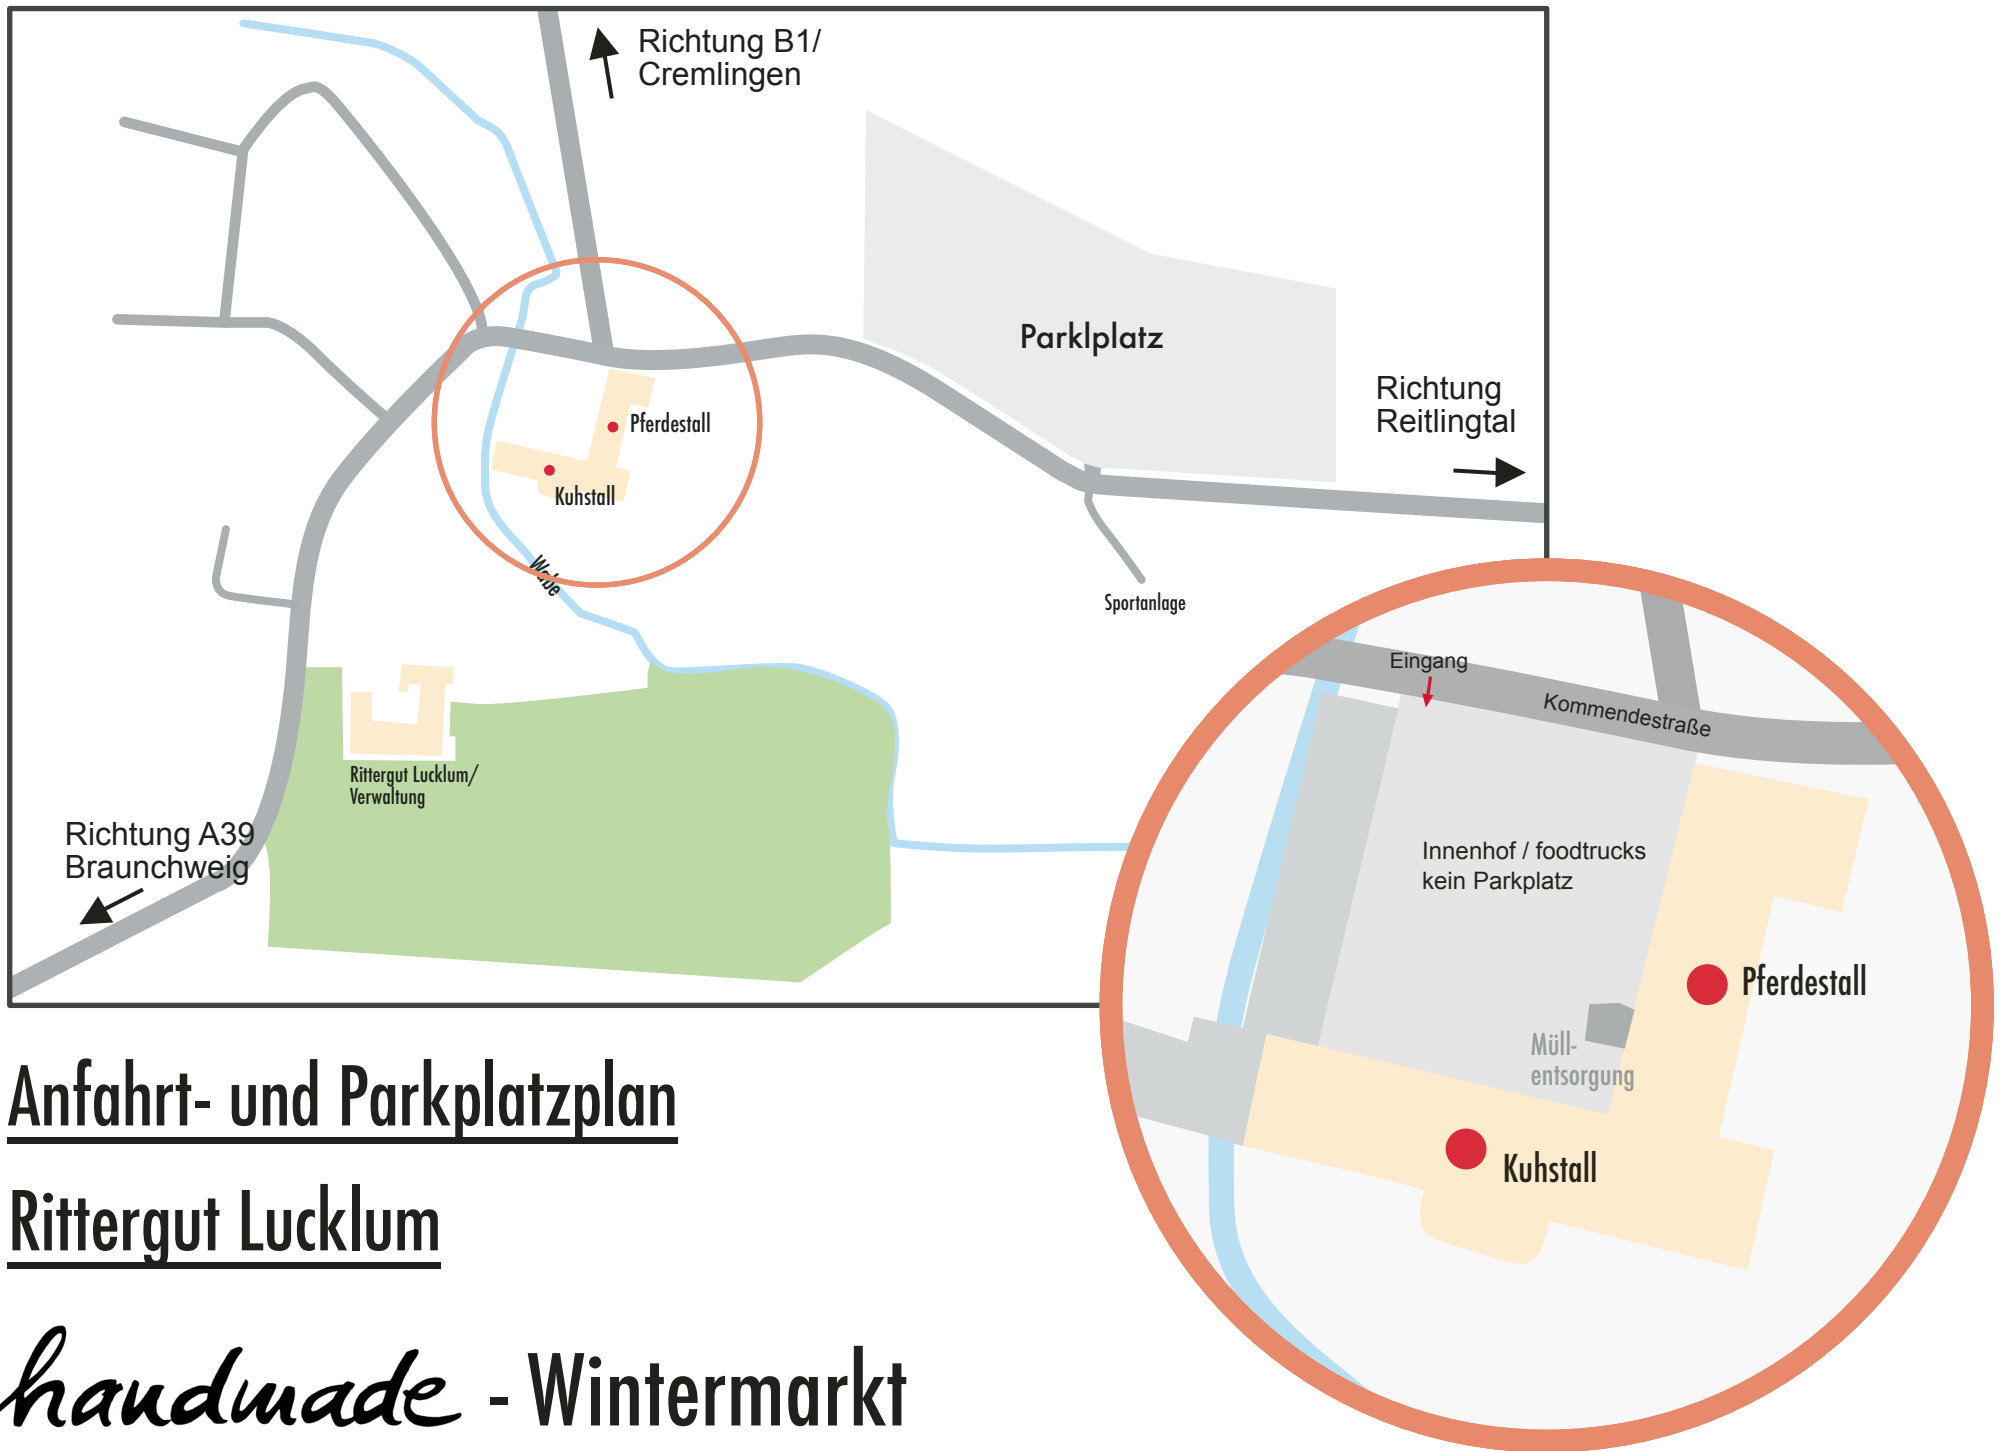 Richtung B1/
Cremlingen
Parklplatz
Richtung
Reitlingtal
Pferdestall
Kuhstall
Wabe
Sportanlage
Rittergut Lucklum/
Verwaltung
Richtung A39
Braunchweig
Eingang
Kommendestraße
Innenhof / foodtrucks
kein Parkplatz
Pferdestall
Müll-
entsorgung
Kuhstall
Anfahrt- und Parkplatzplan
Rittergut Lucklum
handmade - Wintermarkt